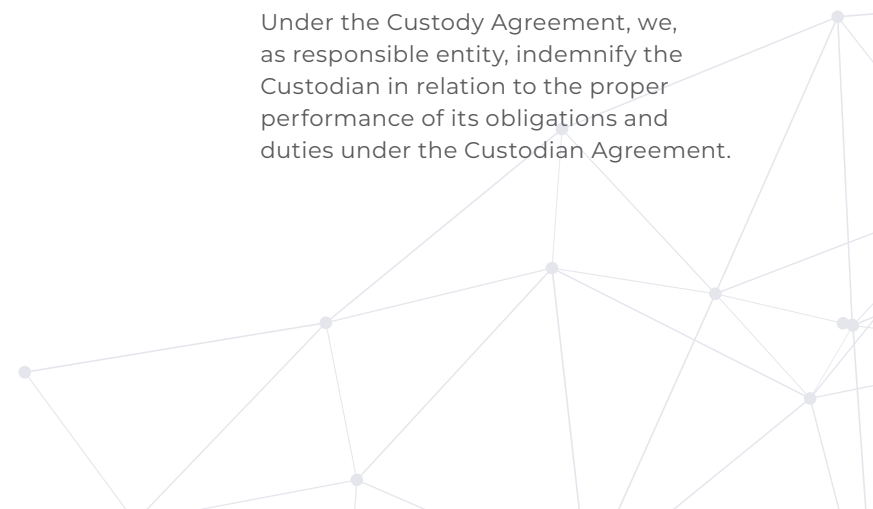 Under the Custody Agreement, we,
as responsible entity, indemnify the
Custodian in relation to the proper
performance of its obligations and
duties under the Custodian Agreement.